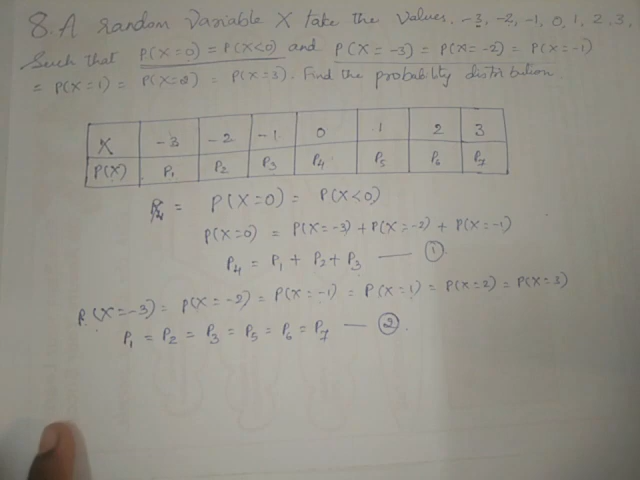 8. A random variable X take the values. -3, -2, -1, 0, 1, 2, 3,
Such that P(X=0) = P(X<0) and P(X=-3) = P(X=-2) = P(X=-1)
= P(X=1) = P(X=2) = P(X=3). Find the probability distribution.
X -3 -2 -1 0 1 2 3
P(X) P₁ P₂ P₃ P₄ P₅ P₆ P₇
= P(X=0) = P(X<0)
P(X=0) = P(X=-3) + P(X=-2) + P(X=-1)
P₄ = P₁ + P₂ + P₃ — ①.
P(X=-3) = P(X=-2) = P(X=-1) = P(X=1) = P(X=2) = P(X=3)
P₁ = P₂ = P₃ = P₅ = P₆ = P₇ — ②.